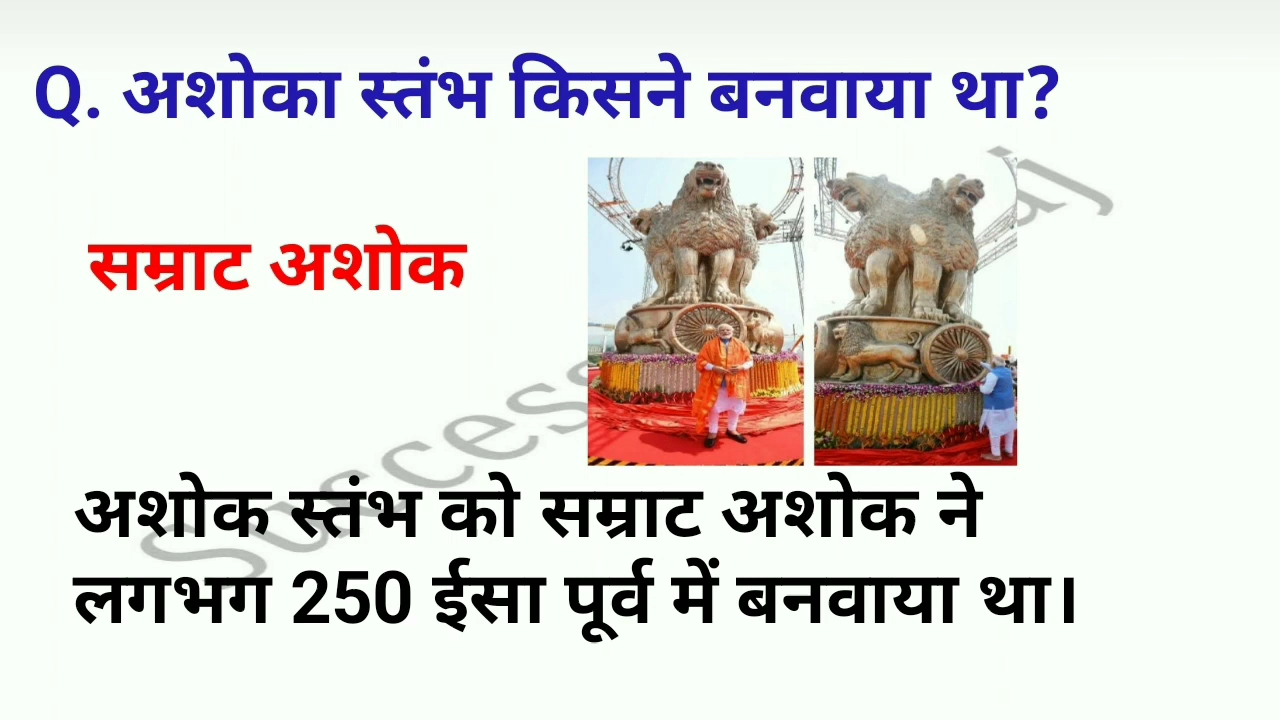 Q. अशोका स्तंभ किसने बनवाया था?
सम्राट अशोक
अशोक स्तंभ को सम्राट अशोक ने
लगभग 250 ईसा पूर्व में बनवाया था।